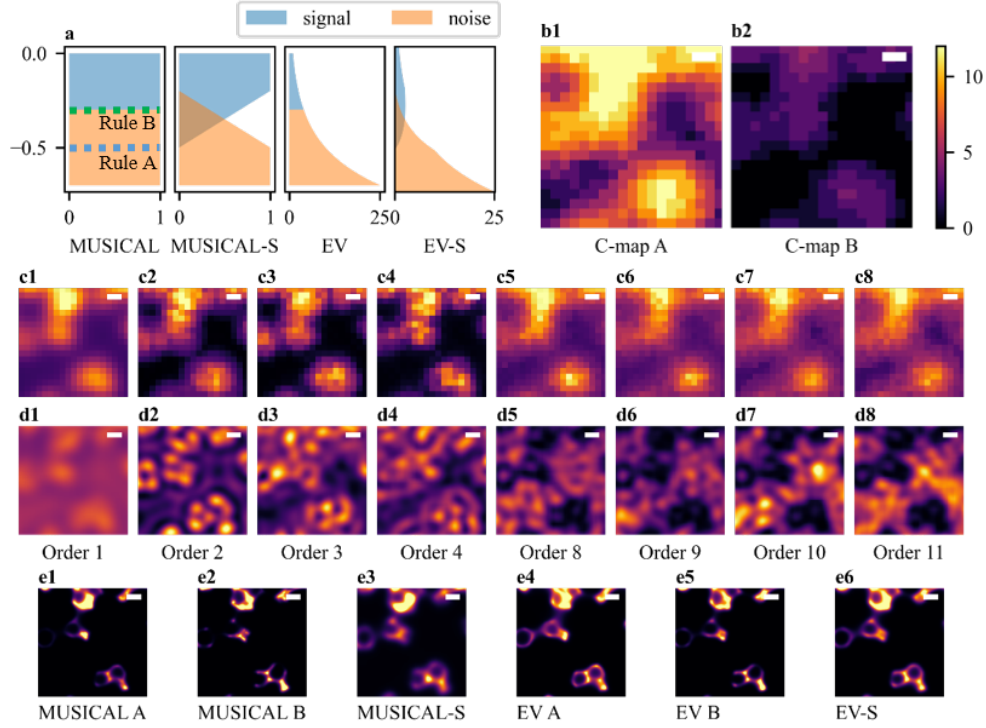 signal noise
a
b1 b2
0.0
10
Rule B
−0.5
Rule A
5
0
0 1 0 1 0 250 25
MUSICAL MUSICAL-S EV EV-S
C-map A C-map B
c1 c2 c3 c4 c5 c6 c7 c8
d1 d2 d3 d4 d5 d6 d7 d8
Order 1 Order 2 Order 3 Order 4 Order 8 Order 9 Order 10 Order 11
e1 e2 e3 e4 e5 e6
MUSICAL A MUSICAL B MUSICAL-S EV A EV B EV-S